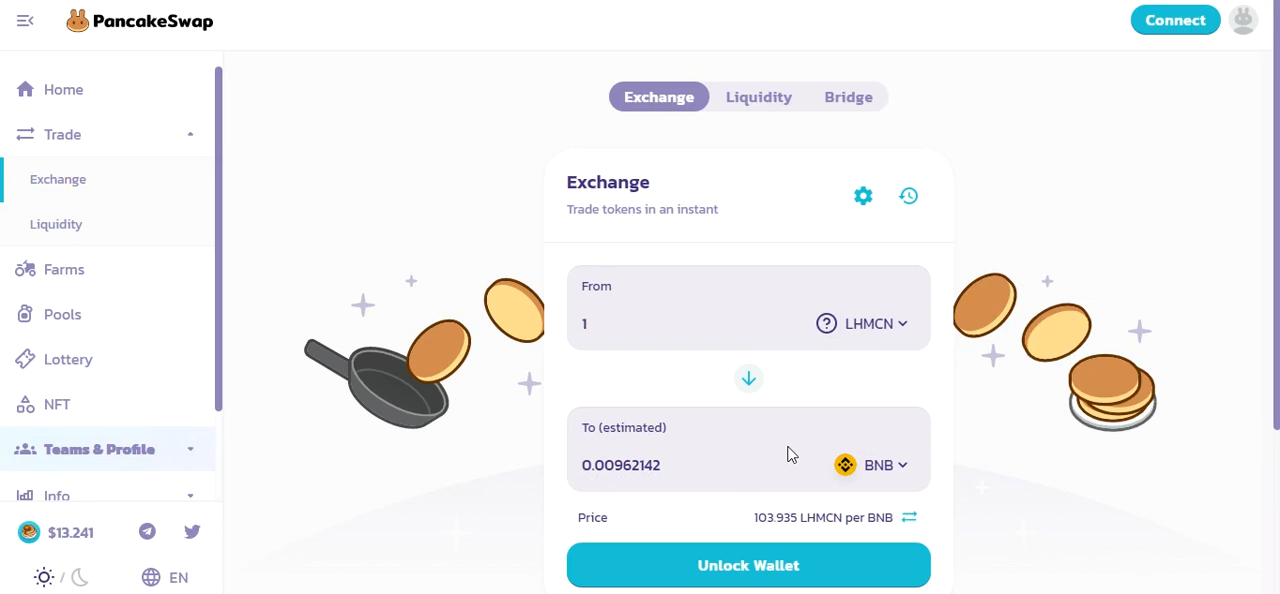 PancakeSwap
Connect
Home
Trade
Exchange
Liquidity
Farms
Pools
Lottery
NFT
Teams & Profile
Info
$13.241
/
EN
Exchange Liquidity Bridge
Exchange
Trade tokens in an instant
From
1
? LHMCN
To (estimated)
0.00962142
BNB
Price 103.935 LHMCN per BNB
Unlock Wallet